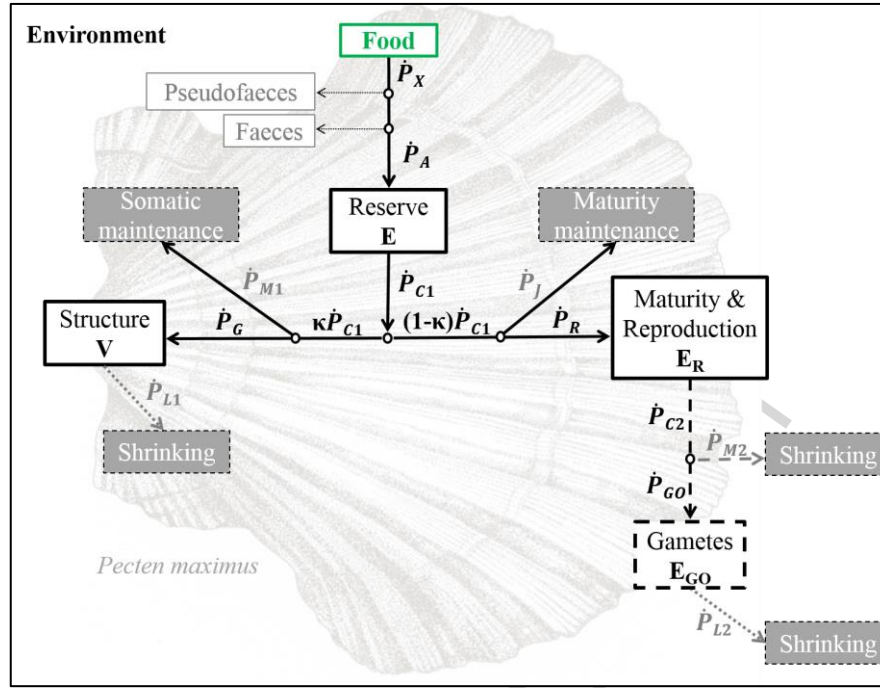 Environment
Food
Ṗ_X
Pseudofaeces
Faeces
Ṗ_A
Somatic
maintenance
Reserve
E
Maturity
maintenance
Ṗ_M1
Ṗ_C1
Ṗ_J
Structure
V
Ṗ_G
κṖ_C1
(1-κ)Ṗ_C1
Ṗ_R
Maturity &
Reproduction
E_R
Ṗ_L1
Shrinking
Ṗ_C2
Ṗ_M2
Shrinking
Ṗ_GO
Pecten maximus
Gametes
E_GO
Ṗ_L2
Shrinking